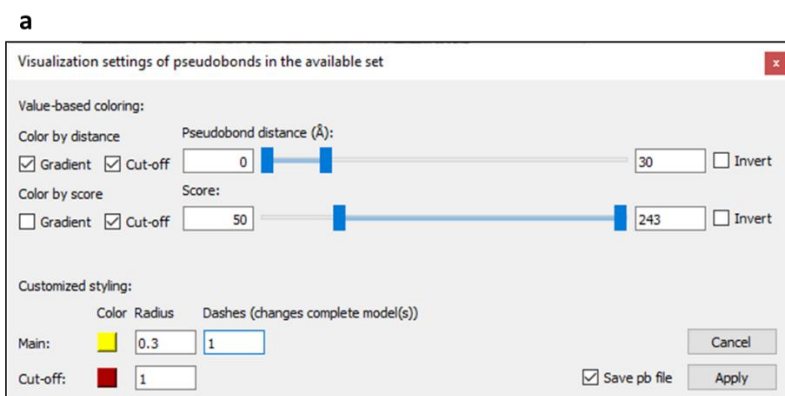 a
Visualization settings of pseudobonds in the available set
x
Value-based coloring:
Color by distance Pseudobond distance (Å):
Gradient Cut-off 0 30 Invert
Color by score Score:
Gradient Cut-off 50 243 Invert
Customized styling:
Color Radius Dashes (changes complete model(s))
Main: 0.3 1 Cancel
Cut-off: 1 Save pb file Apply